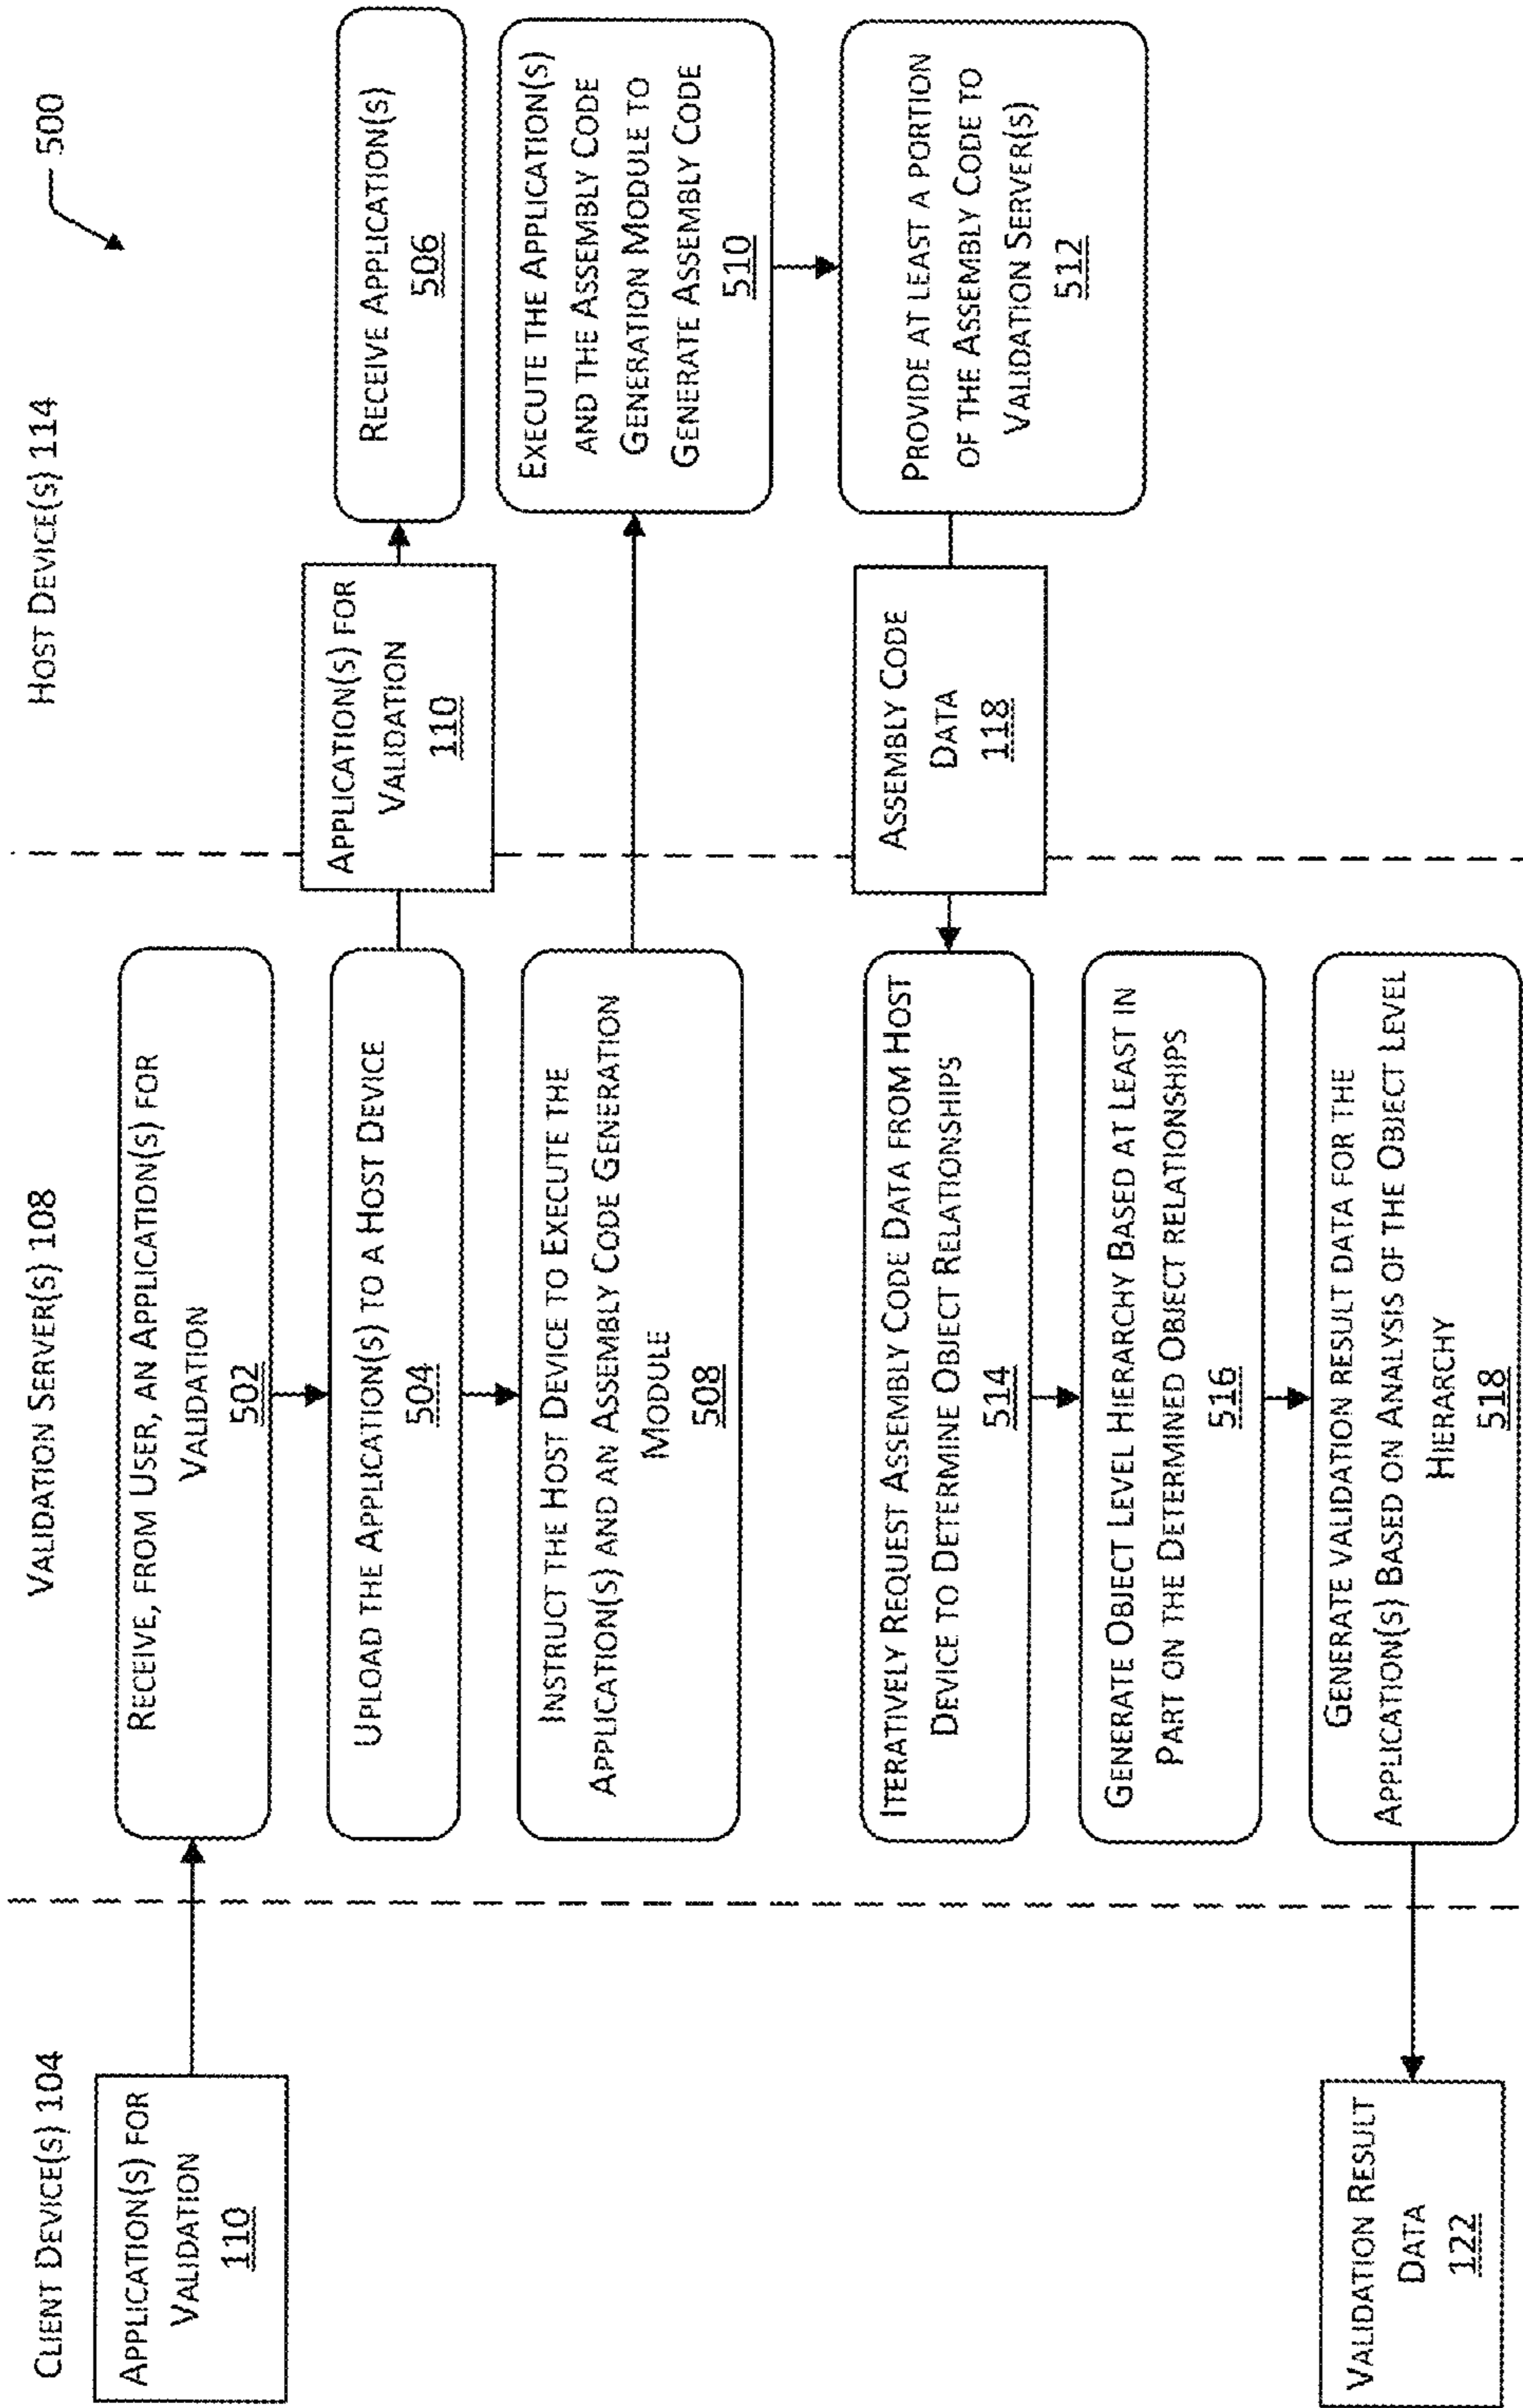 500
CLIENT DEVICE(S) 104
VALIDATION SERVER(S) 108
HOST DEVICE(S) 114
APPLICATION(S) FOR
VALIDATION
110
RECEIVE, FROM USER, AN APPLICATION(S) FOR
VALIDATION
502
UPLOAD THE APPLICATION(S) TO A HOST DEVICE
504
APPLICATION(S) FOR
VALIDATION
110
RECEIVE APPLICATION(S)
506
INSTRUCT THE HOST DEVICE TO EXECUTE THE
APPLICATION(S) AND AN ASSEMBLY CODE GENERATION
MODULE
508
EXECUTE THE APPLICATION(S)
AND THE ASSEMBLY CODE
GENERATION MODULE TO
GENERATE ASSEMBLY CODE
510
PROVIDE AT LEAST A PORTION
OF THE ASSEMBLY CODE TO
VALIDATION SERVER(S)
512
ASSEMBLY CODE
DATA
118
ITERATIVELY REQUEST ASSEMBLY CODE DATA FROM HOST
DEVICE TO DETERMINE OBJECT RELATIONSHIPS
514
GENERATE OBJECT LEVEL HIERARCHY BASED AT LEAST IN
PART ON THE DETERMINED OBJECT RELATIONSHIPS
516
GENERATE VALIDATION RESULT DATA FOR THE
APPLICATION(S) BASED ON ANALYSIS OF THE OBJECT LEVEL
HIERARCHY
518
VALIDATION RESULT
DATA
122